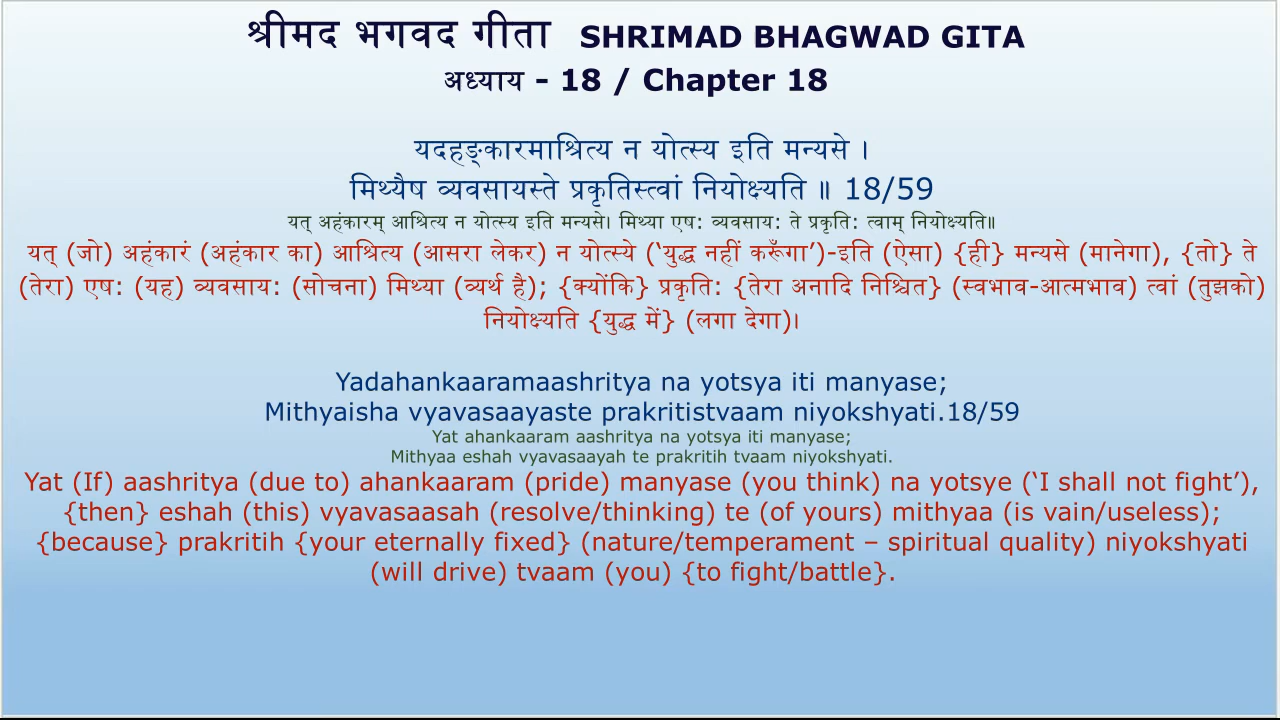 श्रीमद भगवद गीता SHRIMAD BHAGWAD GITA
अध्याय - 18 / Chapter 18
यदहङ्कारमाश्रित्य न योत्स्य इति मन्यसे ।
मिथ्यैष व्यवसायस्ते प्रकृतिस्त्वां नियोक्ष्यति ॥ 18/59
यत् अहंकारम् आश्रित्य न योत्स्य इति मन्यसे। मिथ्या एष: व्यवसाय: ते प्रकृति: त्वाम् नियोक्ष्यति॥
यत् (जो) अहंकारं (अहंकार का) आश्रित्य (आसरा लेकर) न योत्स्ये (‘युद्ध नहीं करूँगा’)-इति (ऐसा) {ही} मन्यसे (मानेगा), {तो} ते
(तेरा) एष: (यह) व्यवसाय: (सोचना) मिथ्या (व्यर्थ है); {क्योंकि} प्रकृति: {तेरा अनादि निश्चित} (स्वभाव-आत्मभाव) त्वां (तुझको)
नियोक्ष्यति {युद्ध में} (लगा देगा)।
Yadahankaaramaashritya na yotsya iti manyase;
Mithyaisha vyavasaayaste prakritistvaam niyokshyati.18/59
Yat ahankaaram aashritya na yotsya iti manyase;
Mithyaa eshah vyavasaayah te prakritih tvaam niyokshyati.
Yat (If) aashritya (due to) ahankaaram (pride) manyase (you think) na yotsye (‘I shall not fight’),
{then} eshah (this) vyavasaasah (resolve/thinking) te (of yours) mithyaa (is vain/useless);
{because} prakritih {your eternally fixed} (nature/temperament – spiritual quality) niyokshyati
(will drive) tvaam (you) {to fight/battle}.